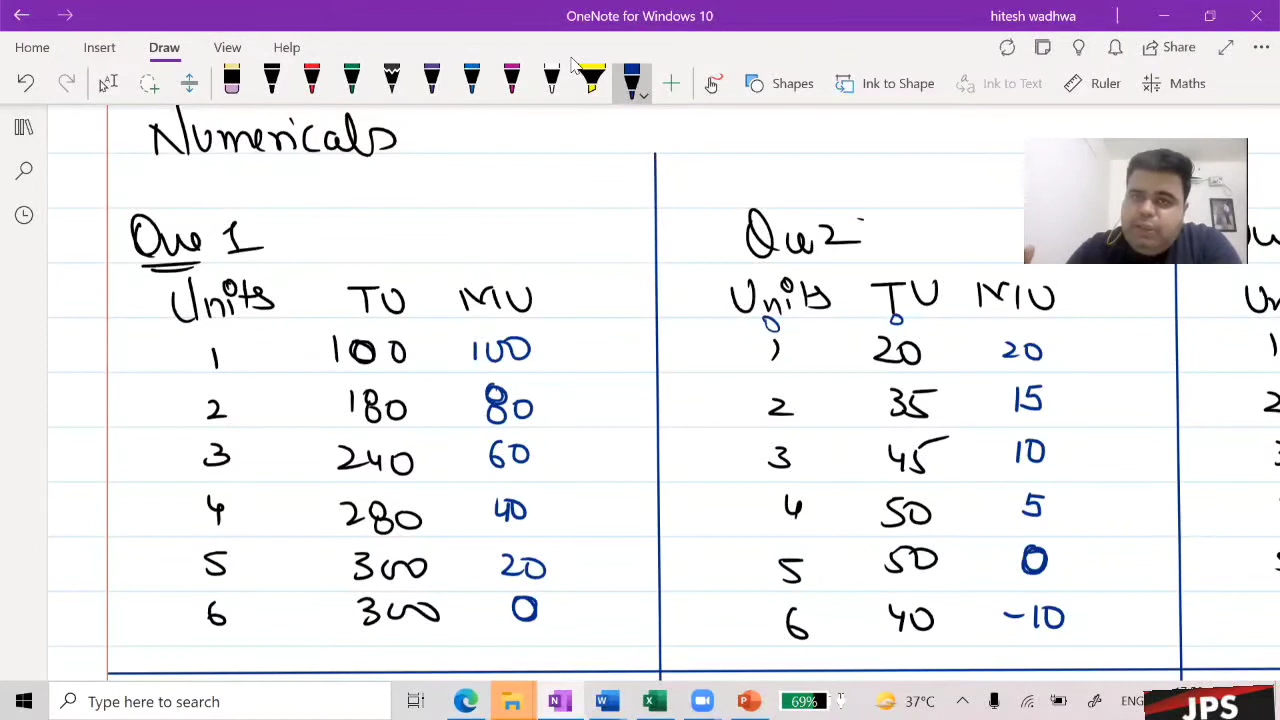 OneNote for Windows 10
hitesh wadhwa
Home Insert Draw View Help
Share
Shapes Ink to Shape Ink to Text Ruler Maths
Numericals
Que 1
Units TU MU
1 100 100
2 180 80
3 240 60
4 280 40
5 300 20
6 300 0
Que 2
Units TU MU
0 0
1 20 20
2 35 15
3 45 10
4 50 5
5 50 0
6 40 -10
Type here to search
69%
37°C
ENG
JPS